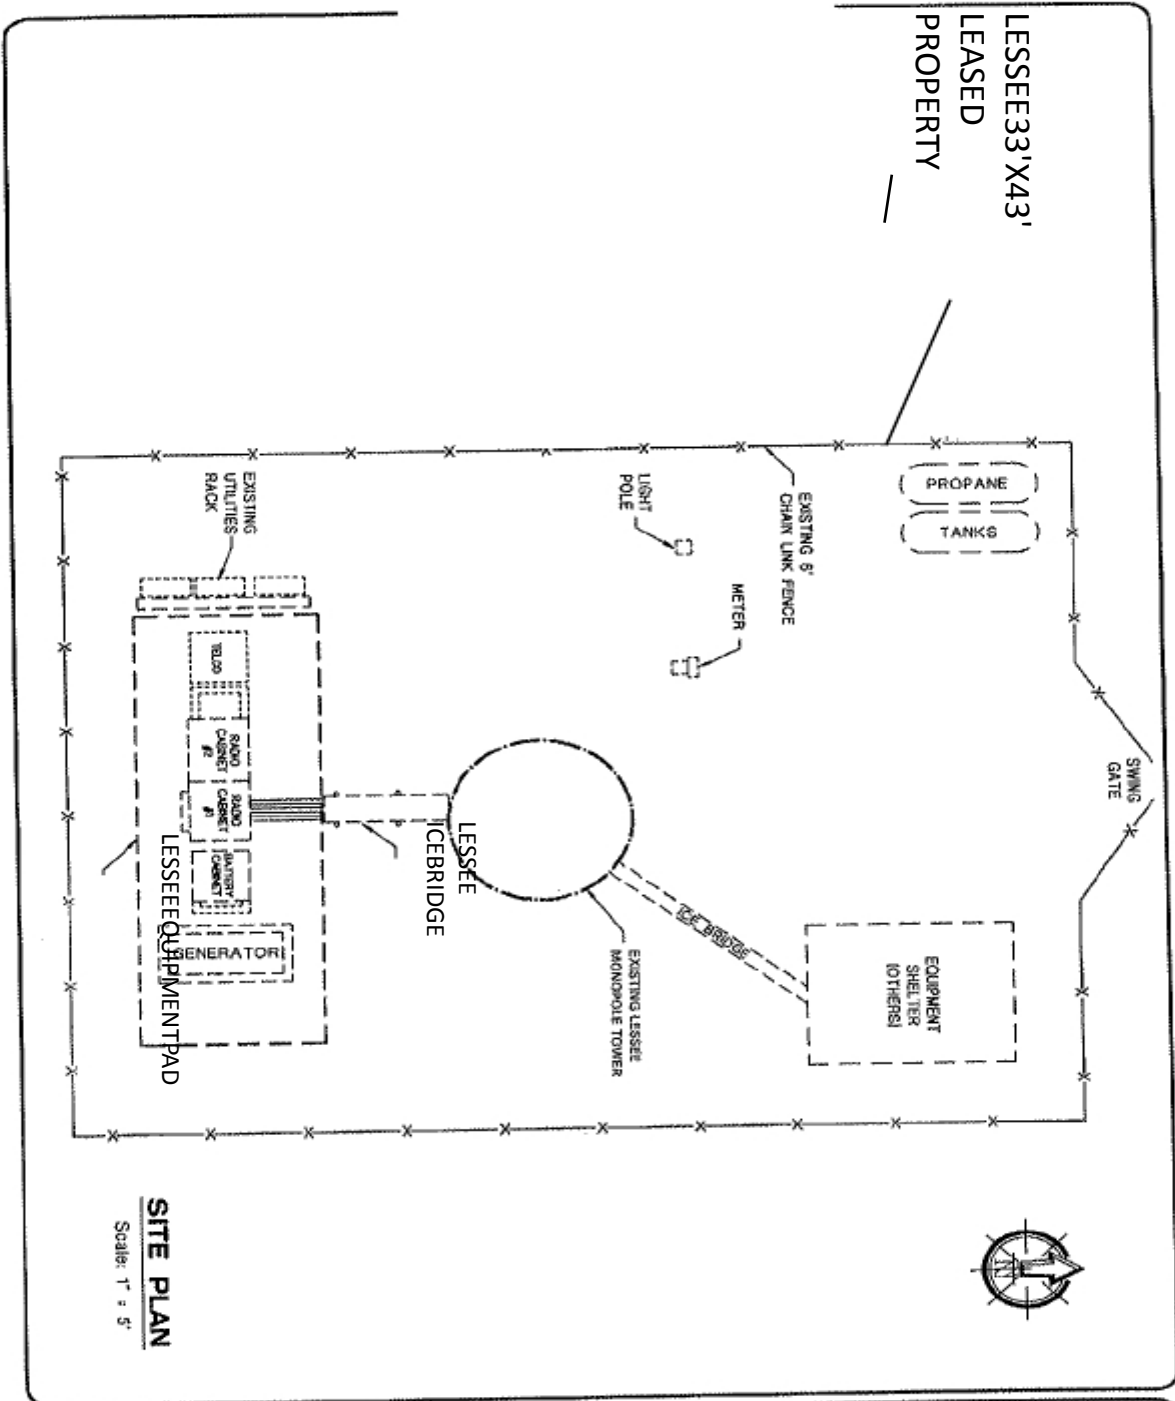 LESSEE33'X43'
LEASED
PROPERTY
PROPANE
TANKS
EXISTING 6'
CHAIN LINK FENCE
LIGHT
POLE
METER
EXISTING
UTILITIES
RACK
SWING
GATE
TELCO
RADIO
CABINET
#2
RADIO
CABINET
#1
BATTERY
CABINET
GENERATOR
LESSEEEQUIPMENTPAD
LESSEE
ICEBRIDGE
ICE BRIDGE
EXISTING LESSEE
MONOPOLE TOWER
EQUIPMENT
SHELTER
(OTHERS)
N
SITE PLAN
Scale: 1" = 5'